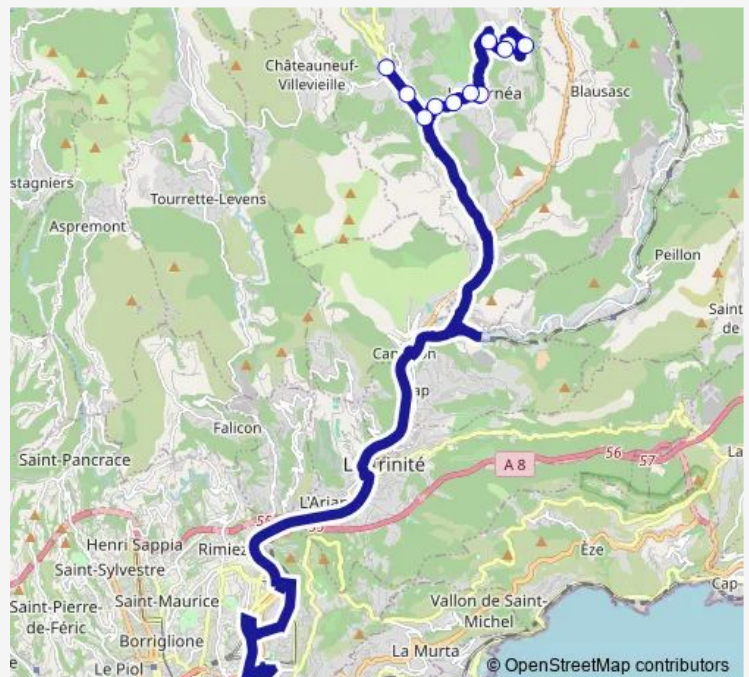 Châteauneuf-
Villevieille
Blausasc
stagniers
Tourrette-Levens
Aspremont
Peillon
Saint
de
Falicon
Saint-Pancrace
A 8
56
57
La
Henri Sappia
Rimiez
Èze
Saint-Sylvestre
Cap-
Saint-Pierre-
de-Féric
Saint-Maurice
Vallon de Saint-
Michel
Borriglione
La Murta
e
Le Piol
© OpenStreetMap contributors